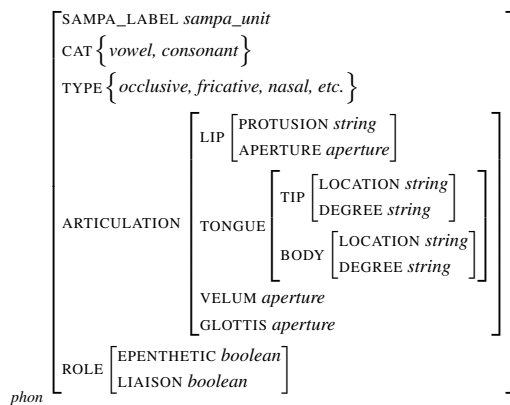 SAMPA_LABEL sampa_unit
CAT { vowel, consonant }
TYPE { occlusive, fricative, nasal, etc. }
LIP [ PROTUSION string
APERTURE aperture ]
ARTICULATION
TONGUE
TIP [ LOCATION string
DEGREE string ]
BODY [ LOCATION string
DEGREE string ]
VELUM aperture
GLOTTIS aperture
ROLE [ EPENTHETIC boolean
LIAISON boolean ]
phon